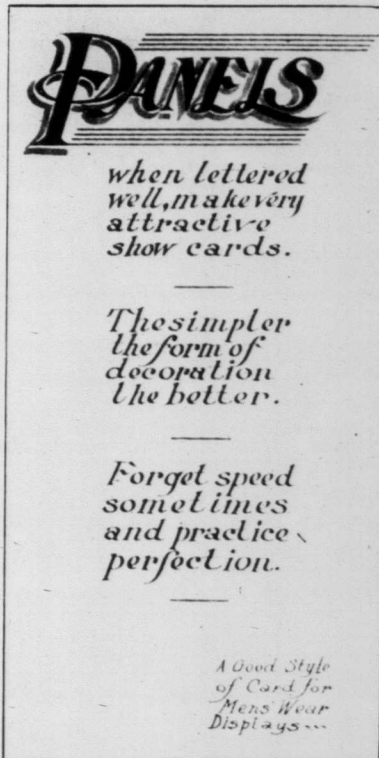 PANELS
when lettered
well, make very
attractive
show cards.
The simpler
the form of
decoration
the better.
Forget speed
sometimes
and practice
perfection.
A Good Style
of Card for
Mens Wear
Displays---